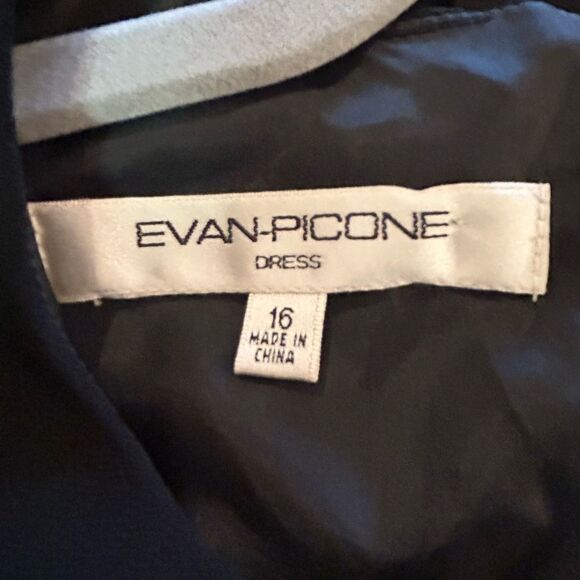 EVAN-PICONE
DRESS
16
MADE IN
CHINA